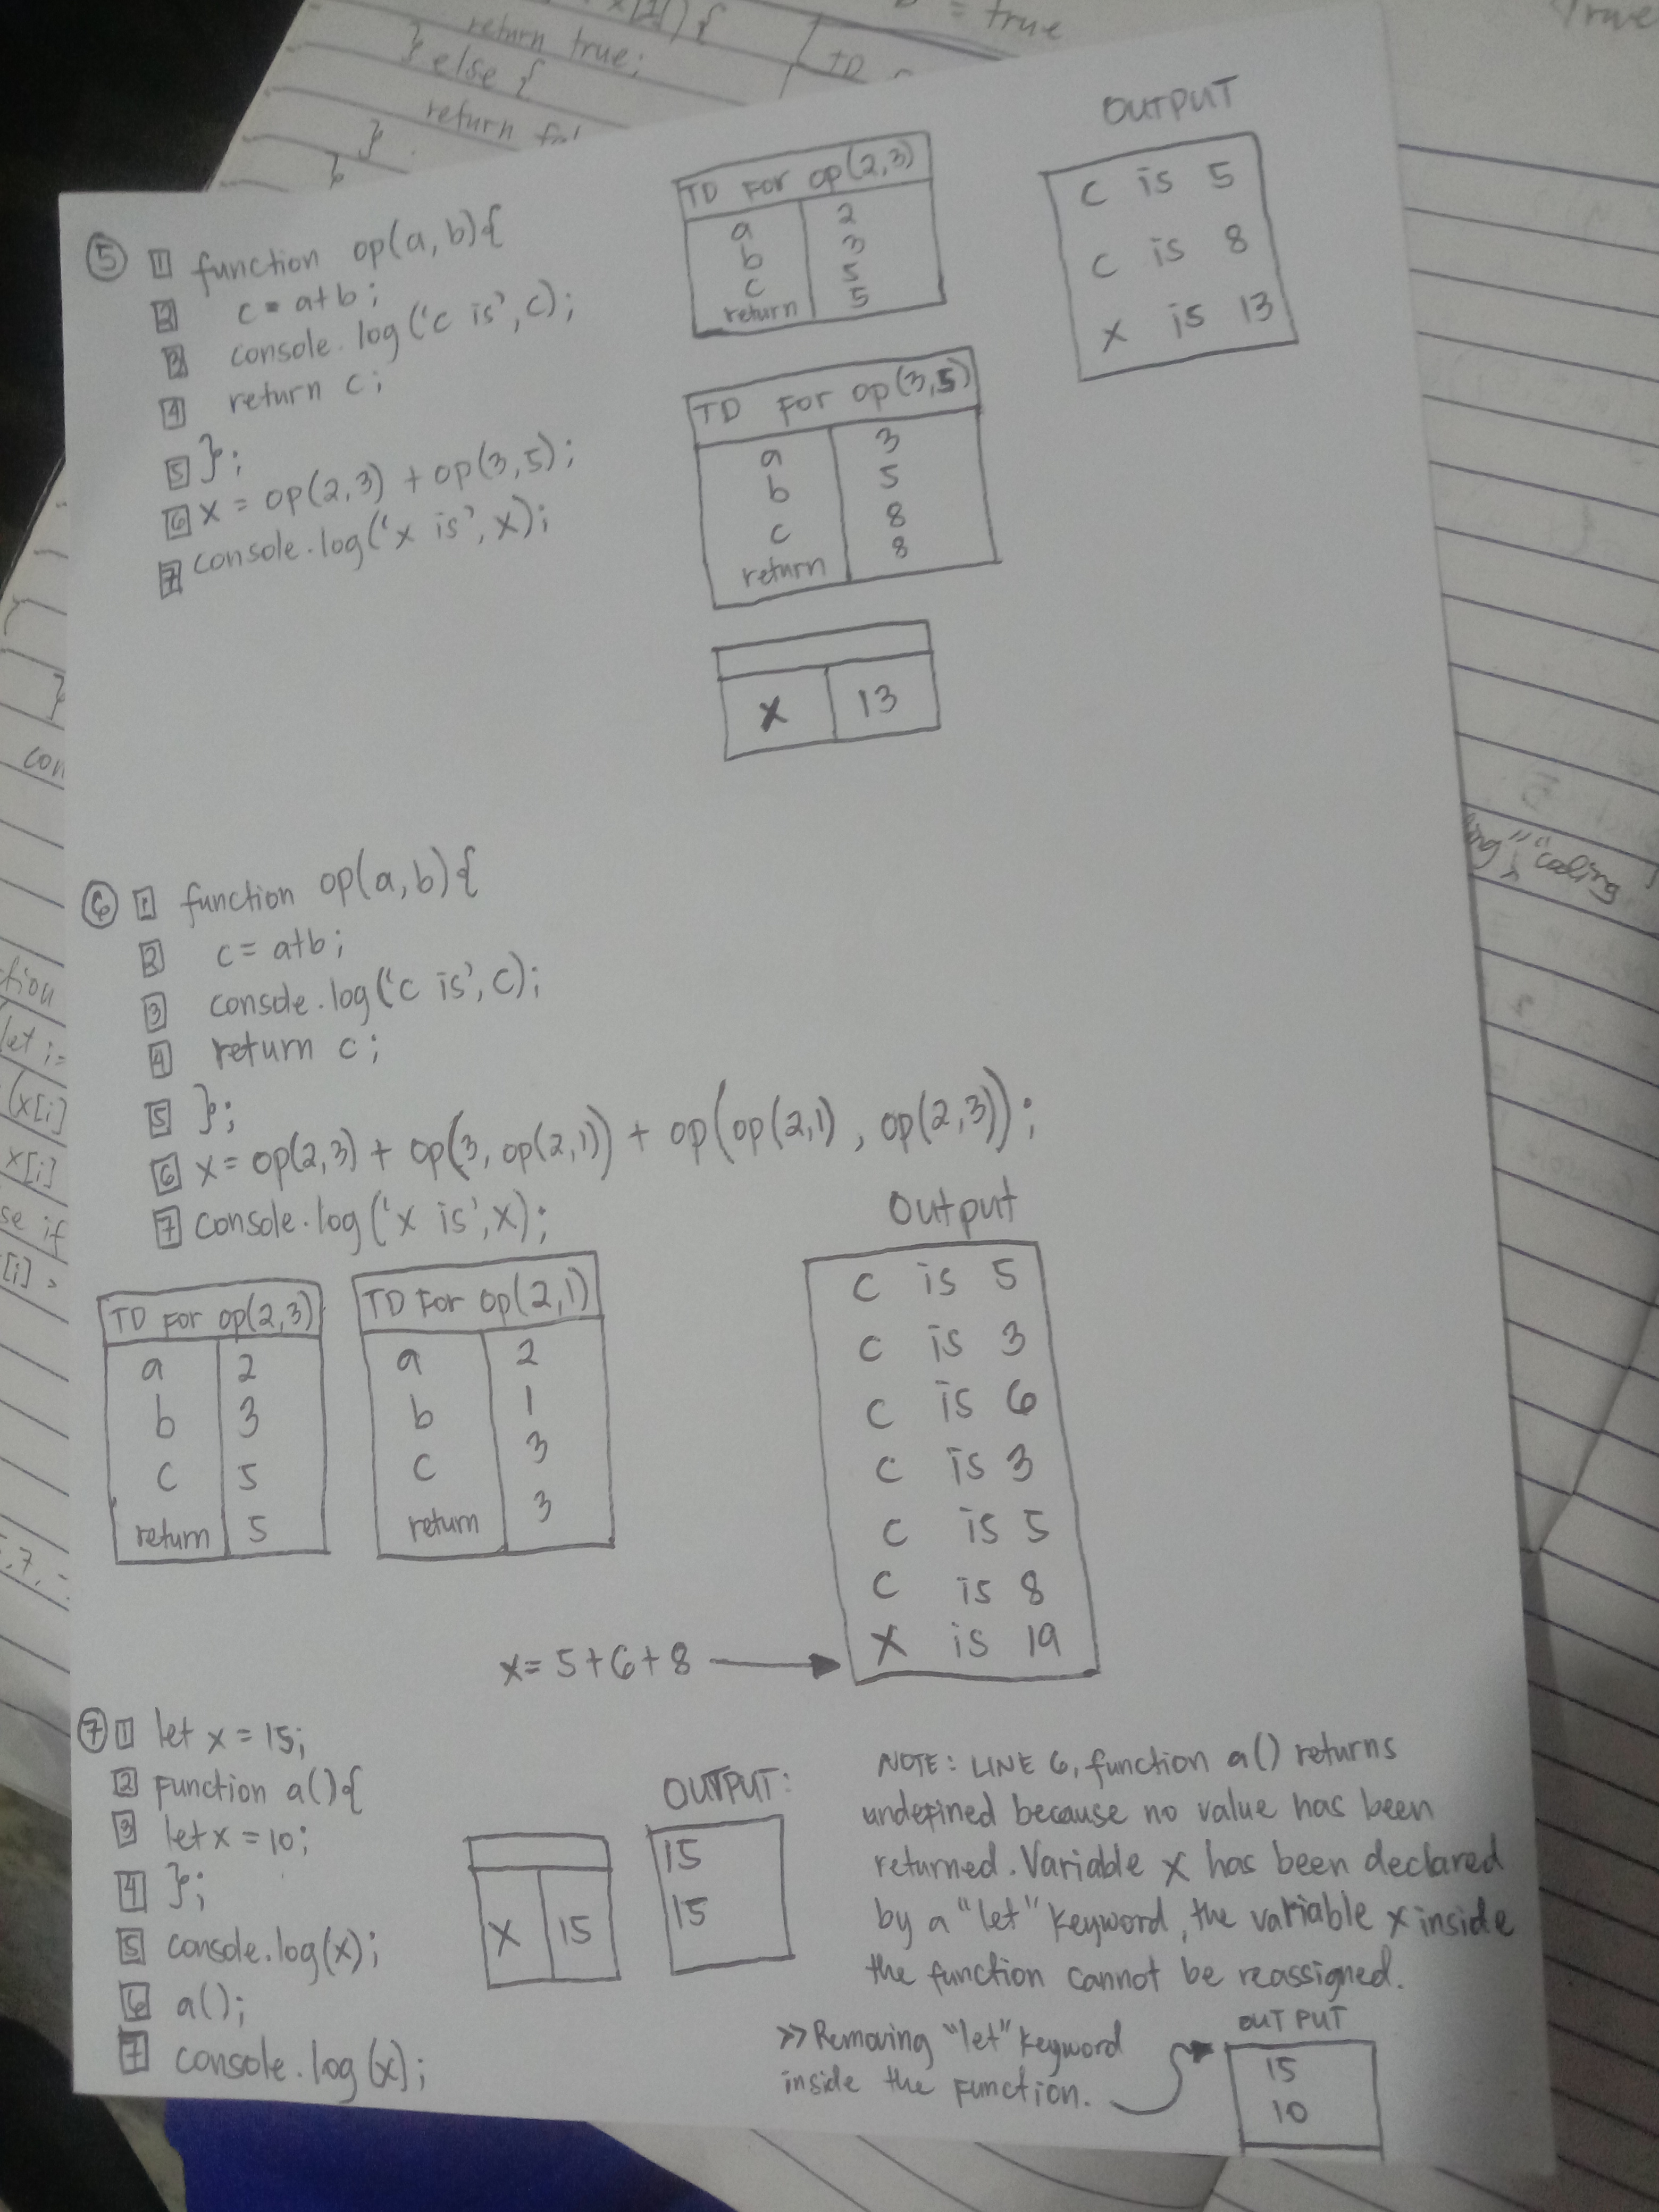 return true;
} else {
return
}
}
= true
True
TD
⑤ 1 function op(a,b){
2 c = a+b;
3 console.log('c is', c);
4 return c;
5 };
6 x = op(2,3) + op(3,5);
7 console.log('x is', x);
TD For op(2,3)
a 2
b 3
c 5
return 5
TD For op(3,5)
a 3
b 5
c 8
return 8
x 13
OUTPUT
c is 5
c is 8
x is 13
⑥ 1 function op(a,b){
2 c = a+b;
3 console.log('c is', c);
4 return c;
5 };
6 x = op(2,3) + op(3, op(2,1)) + op(op(2,1), op(2,3));
7 console.log('x is', x);
TD For op(2,3)
a 2
b 3
c 5
return 5
TD For op(2,1)
a 2
b 1
c 3
return 3
Output
c is 5
c is 3
c is 6
c is 3
c is 5
c is 8
x is 19
x = 5+6+8
⑦ 1 let x = 15;
2 Function a(){
3 let x = 10;
4 };
5 console.log(x);
6 a();
7 console.log(x);
x 15
OUTPUT:
15
15
NOTE: LINE 6, function a() returns
undefined because no value has been
returned. Variable x has been declared
by a "let" keyword, the variable x inside
the function cannot be reassigned.
>> Removing "let" keyword
inside the Function.
OUTPUT
15
10
let i=
(x[i]
x[i]
se if
[i] >
"coding